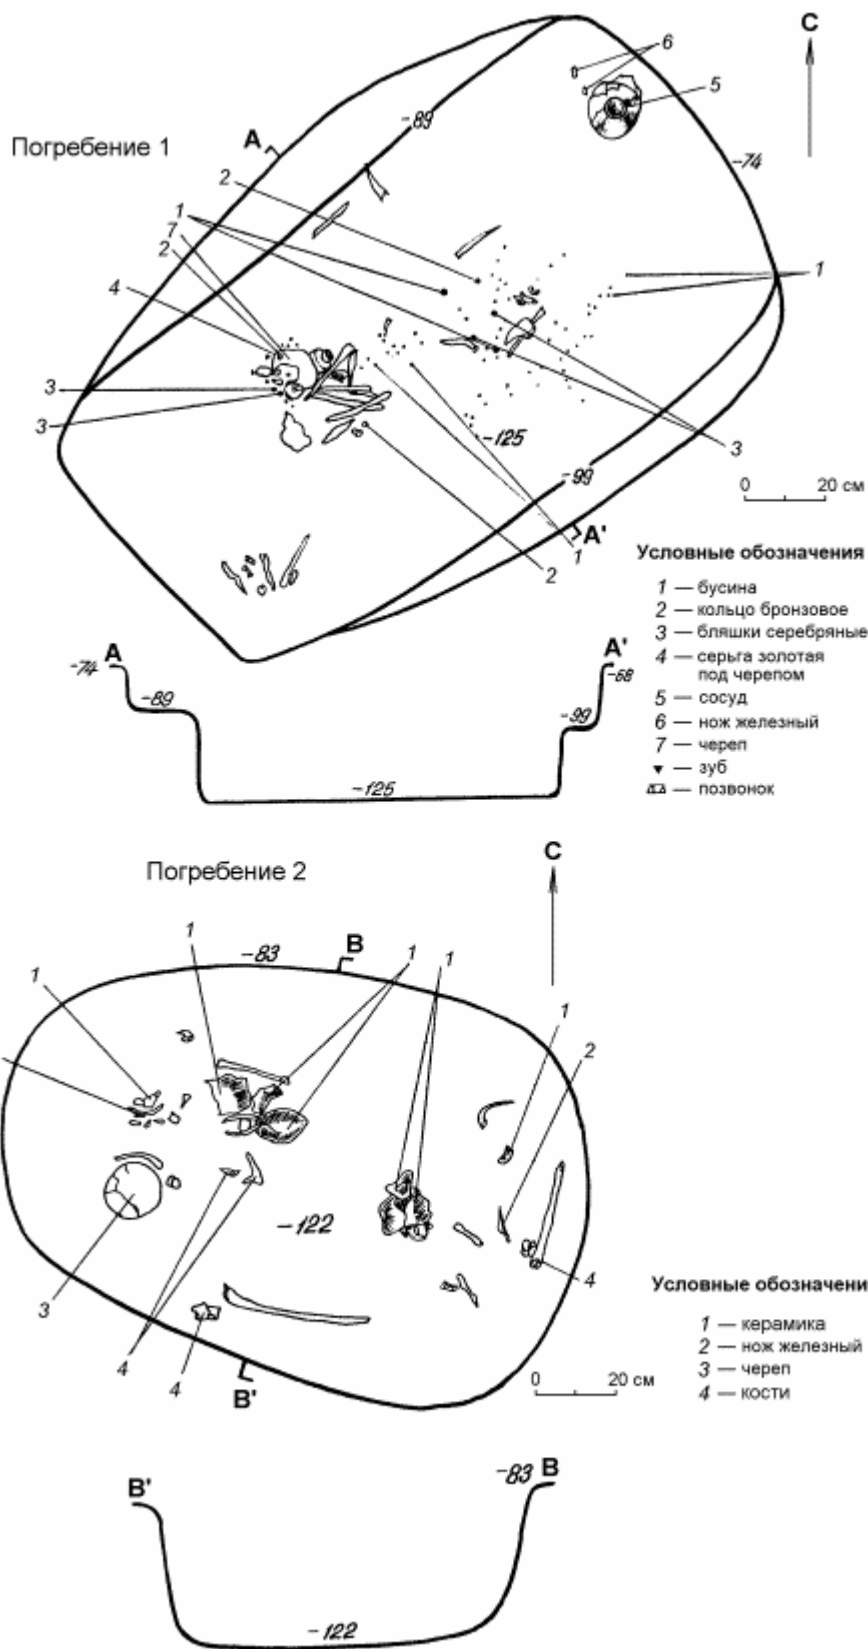 С
6
5
-89
А
Погребение 1
-74
2
1
7
2
1
4
3
3
-125
3
-99
0 20 см
А'
1
2
Условные обозначения
1 — бусина
2 — кольцо бронзовое
3 — бляшки серебряные
4 — серьга золотая
под черепом
5 — сосуд
6 — нож железный
7 — череп
— зуб
— позвонок
-74 А А'
-68
-89 -99
-125
С
Погребение 2
1 -83 В 1 1
1
1
2
-122
3
4
4
4
В'
0 20 см
Условные обозначени
1 — керамика
2 — нож железный
3 — череп
4 — кости
В' -83 В
-122